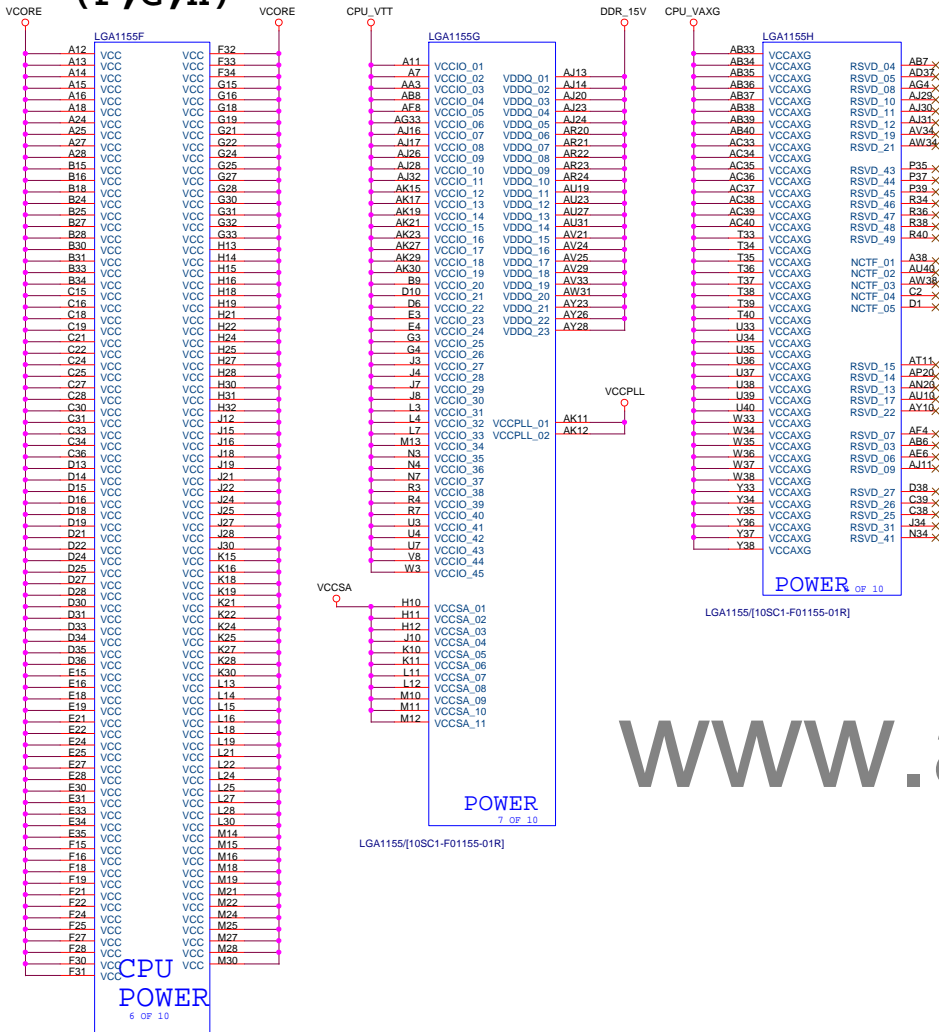 (F,G,H)
VCORE VCORE
LGA1155F
A12 VCC VCC F32
A13 VCC VCC F33
A14 VCC VCC F34
A15 VCC VCC G15
A16 VCC VCC G16
A18 VCC VCC G18
A24 VCC VCC G19
A25 VCC VCC G21
A27 VCC VCC G22
A28 VCC VCC G24
B15 VCC VCC G25
B16 VCC VCC G27
B18 VCC VCC G28
B24 VCC VCC G30
B25 VCC VCC G31
B27 VCC VCC G32
B28 VCC VCC G33
B30 VCC VCC H13
B31 VCC VCC H14
B33 VCC VCC H15
B34 VCC VCC H16
C15 VCC VCC H18
C16 VCC VCC H19
C18 VCC VCC H21
C19 VCC VCC H22
C21 VCC VCC H24
C22 VCC VCC H25
C24 VCC VCC H27
C25 VCC VCC H28
C27 VCC VCC H30
C28 VCC VCC H31
C30 VCC VCC H32
C31 VCC VCC J12
C33 VCC VCC J15
C34 VCC VCC J16
C36 VCC VCC J18
D13 VCC VCC J19
D14 VCC VCC J21
D15 VCC VCC J22
D16 VCC VCC J24
D18 VCC VCC J25
D19 VCC VCC J27
D21 VCC VCC J28
D22 VCC VCC J30
D24 VCC VCC K15
D25 VCC VCC K16
D27 VCC VCC K18
D28 VCC VCC K19
D30 VCC VCC K21
D31 VCC VCC K22
D33 VCC VCC K24
D34 VCC VCC K25
D35 VCC VCC K27
D36 VCC VCC K28
E15 VCC VCC K30
E16 VCC VCC L13
E18 VCC VCC L14
E19 VCC VCC L15
E21 VCC VCC L16
E22 VCC VCC L18
E24 VCC VCC L19
E25 VCC VCC L21
E27 VCC VCC L22
E28 VCC VCC L24
E30 VCC VCC L25
E31 VCC VCC L27
E33 VCC VCC L28
E34 VCC VCC L30
E35 VCC VCC M14
F15 VCC VCC M15
F16 VCC VCC M16
F18 VCC VCC M18
F19 VCC VCC M19
F21 VCC VCC M21
F22 VCC VCC M22
F24 VCC VCC M24
F25 VCC VCC M25
F27 VCC VCC M27
F28 VCC VCC M28
F30 VCC VCC M30
F31 VCC
CPU
POWER
6 OF 10
CPU_VTT DDR_15V
LGA1155G
A11 VCCIO_01
A7 VCCIO_02 VDDQ_01 AJ13
AA3 VCCIO_03 VDDQ_02 AJ14
AB8 VCCIO_04 VDDQ_03 AJ20
AF8 VCCIO_05 VDDQ_04 AJ23
AG33 VCCIO_06 VDDQ_05 AJ24
AJ16 VCCIO_07 VDDQ_06 AR20
AJ17 VCCIO_08 VDDQ_07 AR21
AJ26 VCCIO_09 VDDQ_08 AR22
AJ28 VCCIO_10 VDDQ_09 AR23
AJ32 VCCIO_11 VDDQ_10 AR24
AK15 VCCIO_12 VDDQ_11 AU19
AK17 VCCIO_13 VDDQ_12 AU23
AK19 VCCIO_14 VDDQ_13 AU27
AK21 VCCIO_15 VDDQ_14 AU31
AK23 VCCIO_16 VDDQ_15 AV21
AK27 VCCIO_17 VDDQ_16 AV24
AK29 VCCIO_18 VDDQ_17 AV25
AK30 VCCIO_19 VDDQ_18 AV29
B9 VCCIO_20 VDDQ_19 AV33
D10 VCCIO_21 VDDQ_20 AW31
D6 VCCIO_22 VDDQ_21 AY23
E3 VCCIO_23 VDDQ_22 AY26
E4 VCCIO_24 VDDQ_23 AY28
G3 VCCIO_25
G4 VCCIO_26
J3 VCCIO_27
J4 VCCIO_28
J7 VCCIO_29
J8 VCCIO_30
L3 VCCIO_31
VCCPLL
L4 VCCIO_32 VCCPLL_01 AK11
L7 VCCIO_33 VCCPLL_02 AK12
M13 VCCIO_34
N3 VCCIO_35
N4 VCCIO_36
N7 VCCIO_37
R3 VCCIO_38
R4 VCCIO_39
R7 VCCIO_40
U3 VCCIO_41
U4 VCCIO_42
U7 VCCIO_43
V8 VCCIO_44
W3 VCCIO_45
VCCSA
H10 VCCSA_01
H11 VCCSA_02
H12 VCCSA_03
J10 VCCSA_04
K10 VCCSA_05
K11 VCCSA_06
L11 VCCSA_07
L12 VCCSA_08
M10 VCCSA_09
M11 VCCSA_10
M12 VCCSA_11
POWER
7 OF 10
LGA1155/[10SC1-F01155-01R]
CPU_VAXG
LGA1155H
AB33 VCCAXG
AB34 VCCAXG RSVD_04 AB7
AB35 VCCAXG RSVD_05 AD37
AB36 VCCAXG RSVD_08 AG4
AB37 VCCAXG RSVD_10 AJ29
AB38 VCCAXG RSVD_11 AJ30
AB39 VCCAXG RSVD_12 AJ31
AB40 VCCAXG RSVD_19 AV34
AC33 VCCAXG RSVD_21 AW34
AC34 VCCAXG
AC35 VCCAXG RSVD_43 P35
AC36 VCCAXG RSVD_44 P37
AC37 VCCAXG RSVD_45 P39
AC38 VCCAXG RSVD_46 R34
AC39 VCCAXG RSVD_47 R36
AC40 VCCAXG RSVD_48 R38
T33 VCCAXG RSVD_49 R40
T34 VCCAXG
T35 VCCAXG NCTF_01 A38
T36 VCCAXG NCTF_02 AU40
T37 VCCAXG NCTF_03 AW38
T38 VCCAXG NCTF_04 C2
T39 VCCAXG NCTF_05 D1
T40 VCCAXG
U33 VCCAXG
U34 VCCAXG
U35 VCCAXG
U36 VCCAXG RSVD_15 AT11
U37 VCCAXG RSVD_14 AP20
U38 VCCAXG RSVD_13 AN20
U39 VCCAXG RSVD_17 AU10
U40 VCCAXG RSVD_22 AY10
W33 VCCAXG
W34 VCCAXG RSVD_07 AF4
W35 VCCAXG RSVD_03 AB6
W36 VCCAXG RSVD_06 AE6
W37 VCCAXG RSVD_09 AJ11
W38 VCCAXG
Y33 VCCAXG RSVD_27 D38
Y34 VCCAXG RSVD_26 C39
Y35 VCCAXG RSVD_25 C38
Y36 VCCAXG RSVD_31 J34
Y37 VCCAXG RSVD_41 N34
Y38 VCCAXG
POWER OF 10
LGA1155/[10SC1-F01155-01R]
www.a